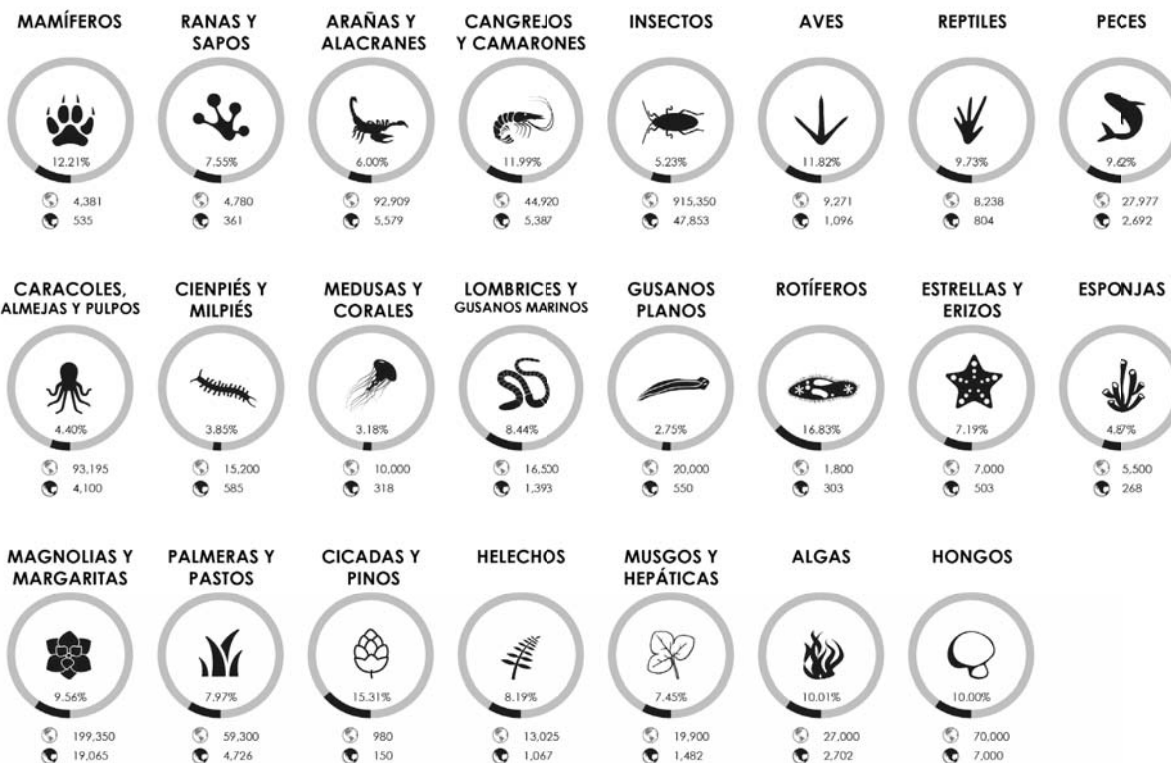 MAMÍFEROS
RANAS Y
SAPOS
ARAÑAS Y
ALACRANES
CANGREJOS
Y CAMARONES
INSECTOS
AVES
REPTILES
PECES
12.21%
7.55%
6.00%
11.99%
5.23%
11.82%
9.73%
9.62%
4,381
4,780
92,909
44,920
915,350
9,271
8,238
27,977
535
361
5,579
5,387
47,853
1,096
804
2,692
CARACOLES,
ALMEJAS Y PULPOS
CIENPIÉS Y
MILPIÉS
MEDUSAS Y
CORALES
LOMBRICES Y
GUSANOS MARINOS
GUSANOS
PLANOS
ROTÍFEROS
ESTRELLAS Y
ERIZOS
ESPONJAS
4.40%
3.85%
3.18%
8.44%
2.75%
16.83%
7.19%
4.87%
93,195
15,200
10,000
16,500
20,000
1,800
7,000
5,500
4,100
585
318
1,393
550
303
503
268
MAGNOLIAS Y
MARGARITAS
PALMERAS Y
PASTOS
CICADAS Y
PINOS
HELECHOS
MUSGOS Y
HEPÁTICAS
ALGAS
HONGOS
9.56%
7.97%
15.31%
8.19%
7.45%
10.01%
10.00%
199,350
59,300
980
13,025
19,900
27,000
70,000
19,065
4,726
150
1,067
1,482
2,702
7,000